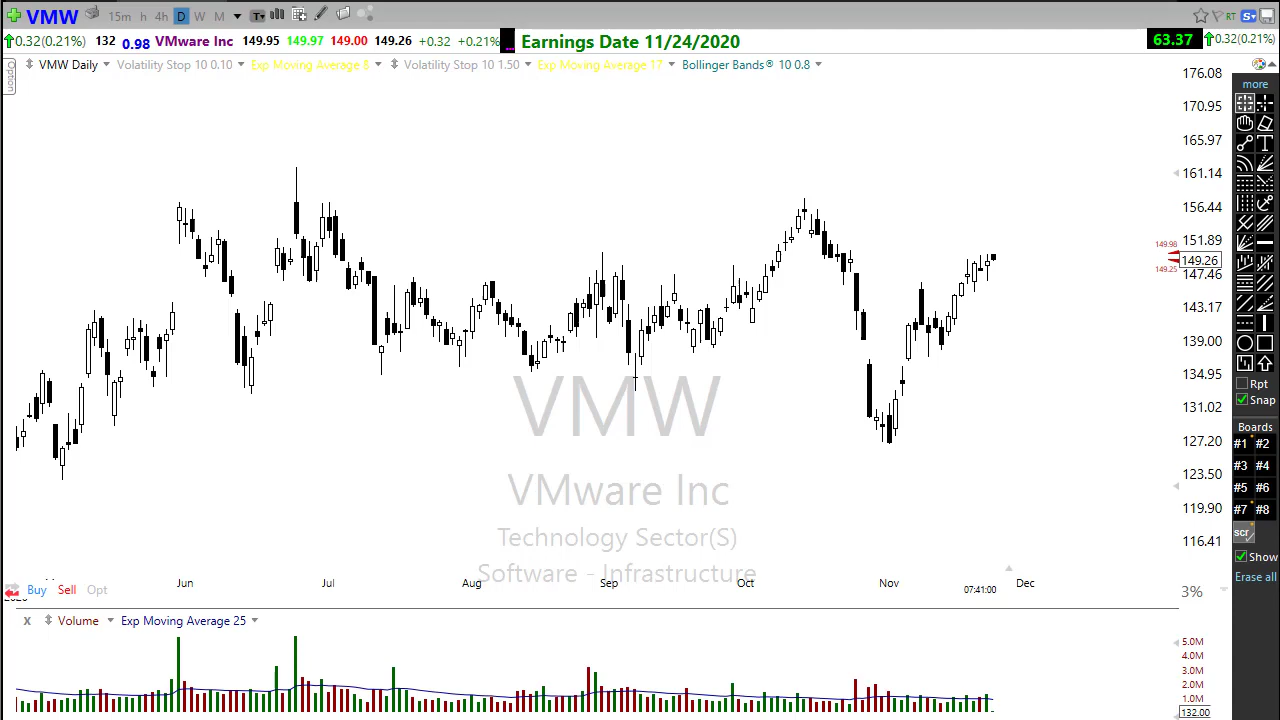 VMW 15m h 4h D W M T RT S
0.32(0.21%) 132 0.98 VMware Inc 149.95 149.97 149.00 149.26 +0.32 +0.21% ... Earnings Date 11/24/2020 63.37 0.32(0.21%)
Option
VMW Daily Volatility Stop 10 0.10 Exp Moving Average 8 Volatility Stop 10 1.50 Exp Moving Average 17 Bollinger Bands® 10 0.8
176.08
170.95
165.97
161.14
156.44
151.89
149.98
149.26
149.25
147.46
143.17
139.00
134.95
131.02
127.20
123.50
119.90
116.41
3%
VMW
VMware Inc
Technology Sector(S)
Software - Infrastructure
Jun Jul Aug Sep Oct Nov Dec
07:41:00
Buy Sell Opt
X Volume Exp Moving Average 25
5.0M
4.0M
3.0M
2.0M
1.0M
132.00
more
T
Rpt
Snap
Boards
#1 #2
#3 #4
#5 #6
#7 #8
scr
Show
Erase all